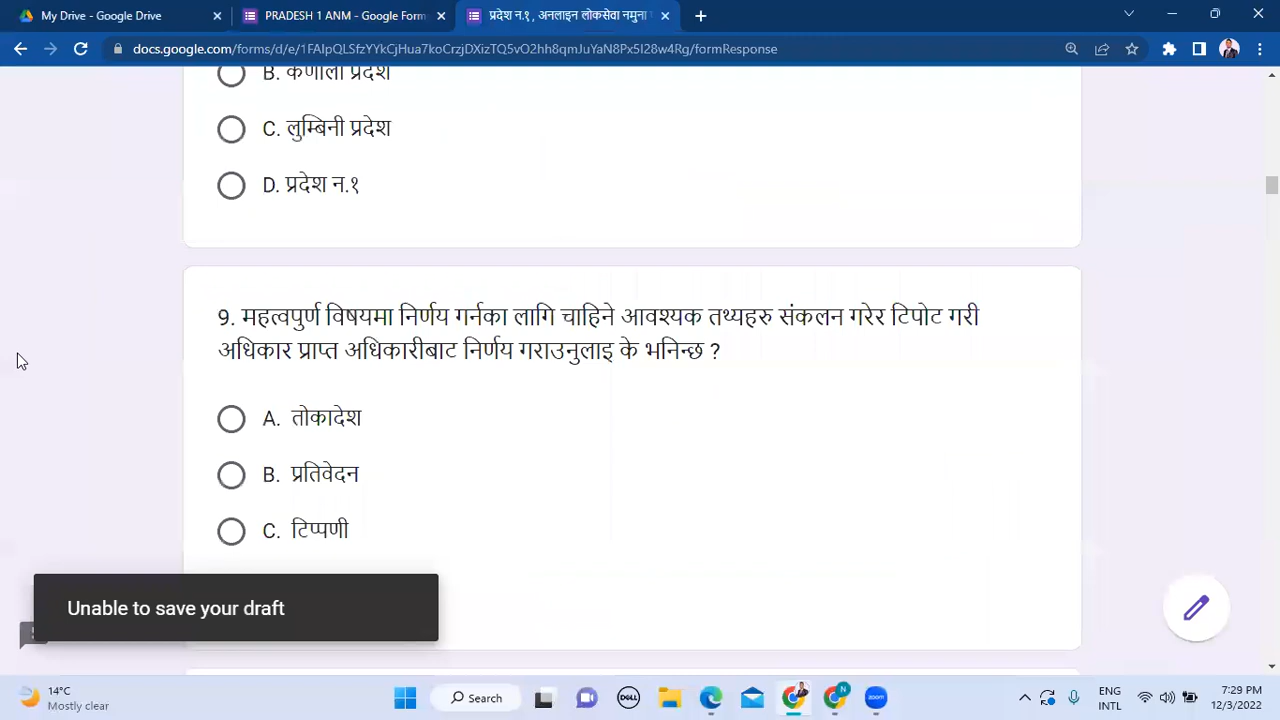 My Drive - Google Drive
PRADESH 1 ANM - Google Form
प्रदेश न.१, अनलाइन लोकसेवा नमुना
docs.google.com/forms/d/e/1FAIpQLSfzYYkCjHua7koCrzjDXizTQ5vO2hh8qmJuYaN8Px5I28w4Rg/formResponse
B. कर्णाली प्रदेश
C. लुम्बिनी प्रदेश
D. प्रदेश न.१
9. महत्वपुर्ण विषयमा निर्णय गर्नका लागि चाहिने आवश्यक तथ्यहरु संकलन गरेर टिपोट गरी
अधिकार प्राप्त अधिकारीबाट निर्णय गराउनुलाइ के भनिन्छ ?
A. तोकादेश
B. प्रतिवेदन
C. टिप्पणी
Unable to save your draft
14°C
Mostly clear
Search
DELL
N
zoom
ENG
INTL
7:29 PM
12/3/2022